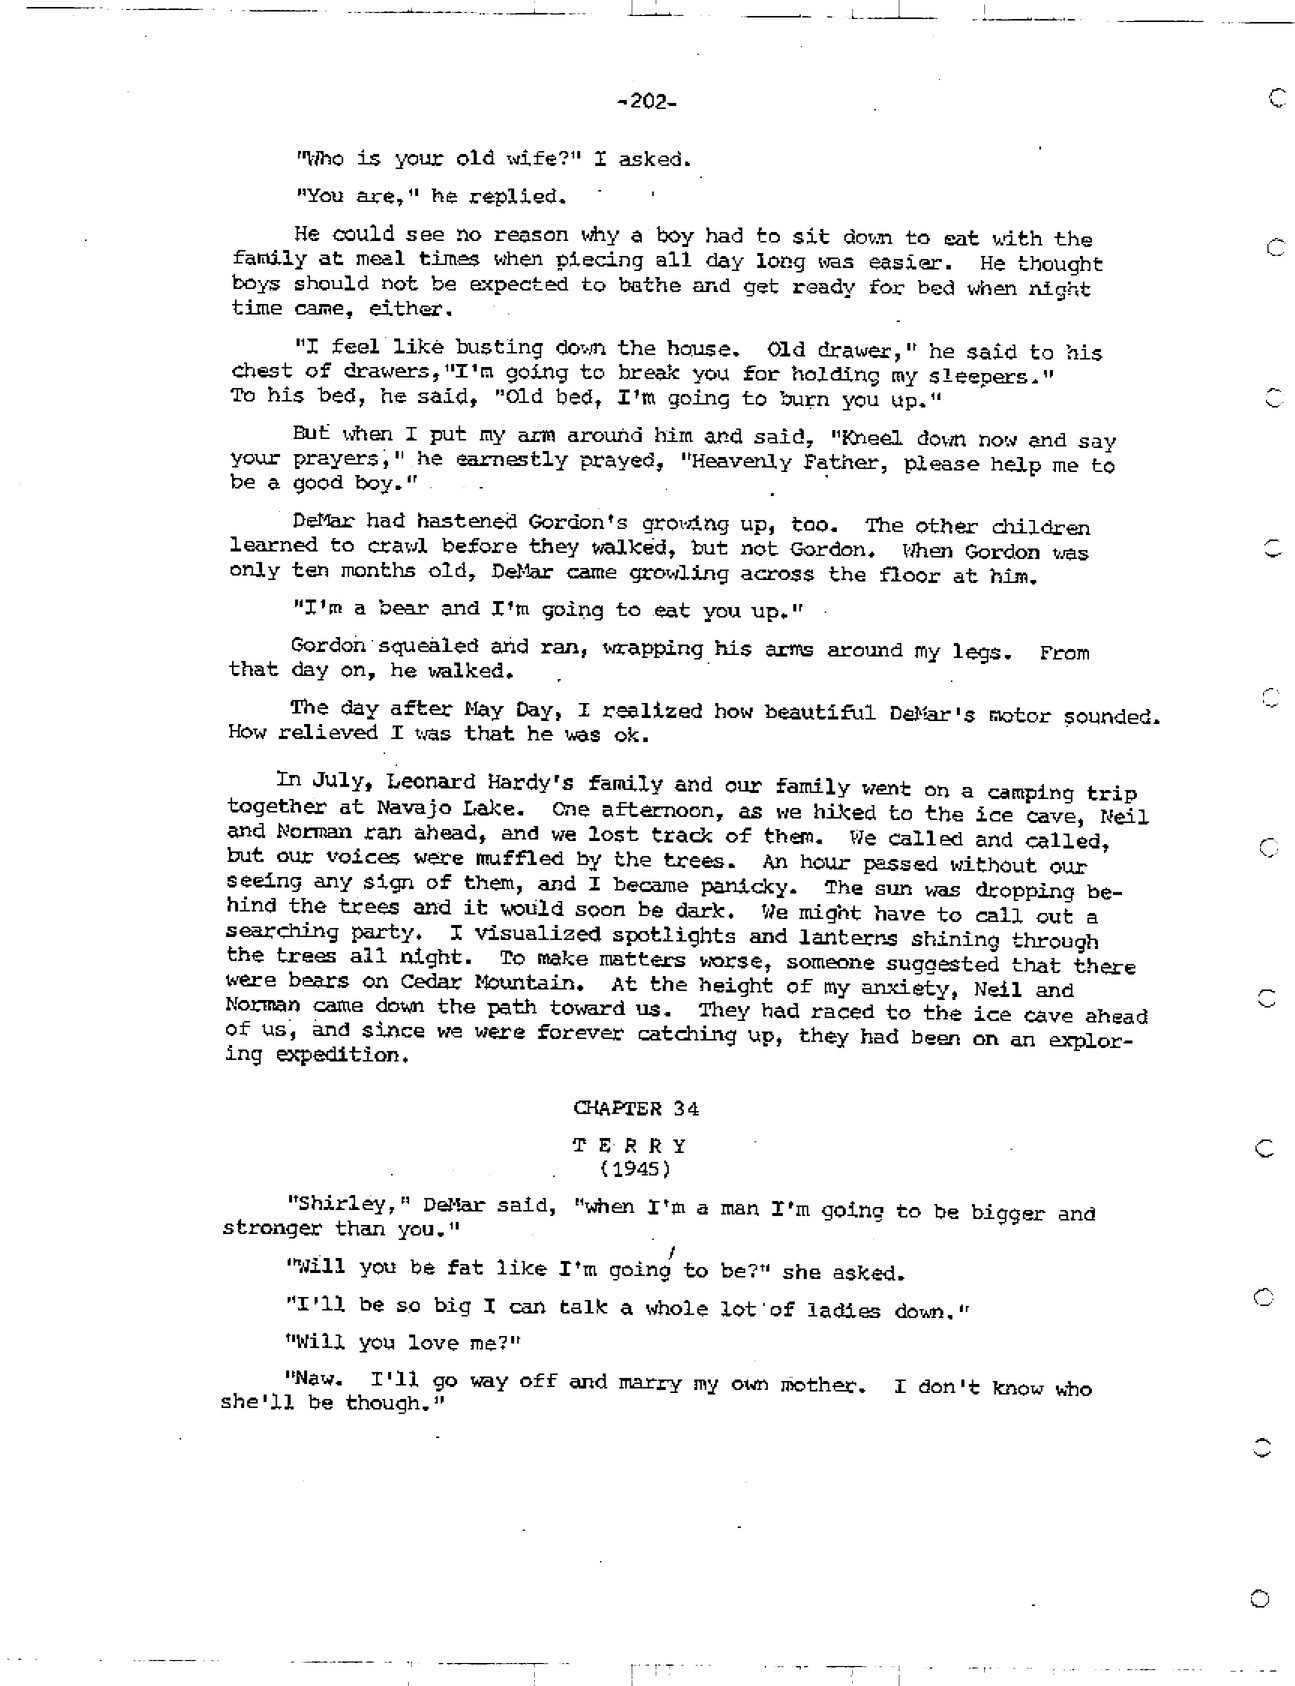 -202-
"Who is your old wife?" I asked.
"You are," he replied.
He could see no reason why a boy had to sit down to eat with the
family at meal times when piecing all day long was easier. He thought
boys should not be expected to bathe and get ready for bed when night
time came, either.
"I feel like busting down the house. Old drawer," he said to his
chest of drawers,"I'm going to break you for holding my sleepers."
To his bed, he said, "Old bed, I'm going to burn you up."
But when I put my arm around him and said, "Kneel down now and say
your prayers," he earnestly prayed, "Heavenly Father, please help me to
be a good boy."
DeMar had hastened Gordon's growing up, too. The other children
learned to crawl before they walked, but not Gordon. When Gordon was
only ten months old, DeMar came growling across the floor at him.
"I'm a bear and I'm going to eat you up."
Gordon squealed and ran, wrapping his arms around my legs. From
that day on, he walked.
The day after May Day, I realized how beautiful DeMar's motor sounded.
How relieved I was that he was ok.
In July, Leonard Hardy's family and our family went on a camping trip
together at Navajo Lake. One afternoon, as we hiked to the ice cave, Neil
and Norman ran ahead, and we lost track of them. We called and called,
but our voices were muffled by the trees. An hour passed without our
seeing any sign of them, and I became panicky. The sun was dropping be-
hind the trees and it would soon be dark. We might have to call out a
searching party. I visualized spotlights and lanterns shining through
the trees all night. To make matters worse, someone suggested that there
were bears on Cedar Mountain. At the height of my anxiety, Neil and
Norman came down the path toward us. They had raced to the ice cave ahead
of us, and since we were forever catching up, they had been on an explor-
ing expedition.
CHAPTER 34
T E R R Y
(1945)
"Shirley," DeMar said, "when I'm a man I'm going to be bigger and
stronger than you."
"Will you be fat like I'm going to be?" she asked.
"I'll be so big I can talk a whole lot of ladies down."
"Will you love me?"
"Naw. I'll go way off and marry my own mother. I don't know who
she'll be though."